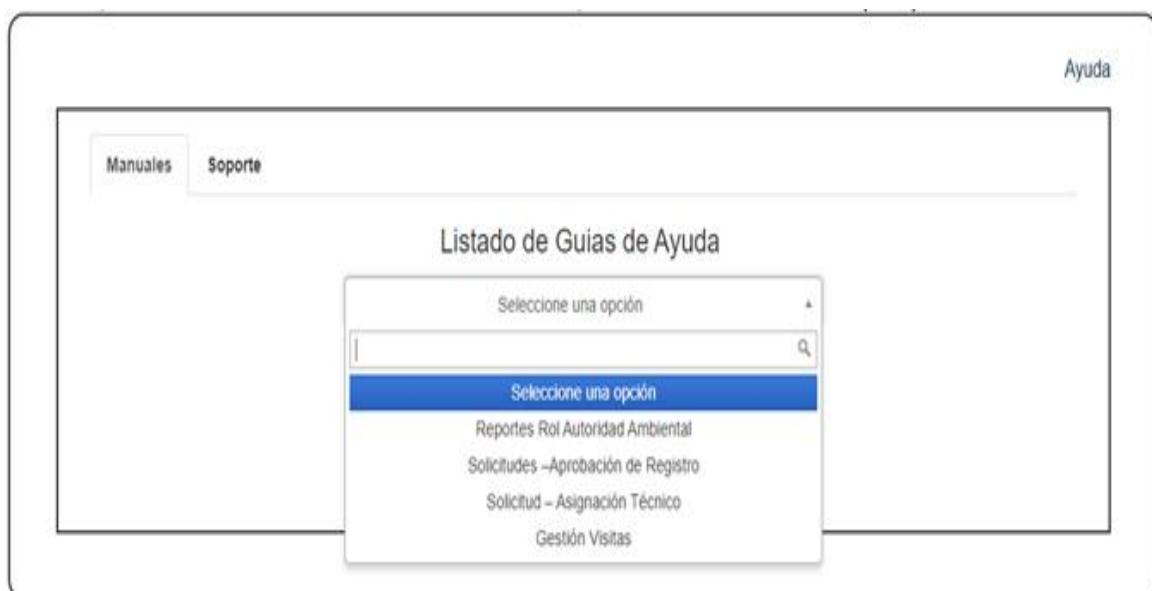 Ayuda
Manuales
Soporte
Listado de Guias de Ayuda
Seleccione una opción
Seleccione una opción
Reportes Rol Autoridad Ambiental
Solicitudes –Aprobación de Registro
Solicitud – Asignación Técnico
Gestión Visitas